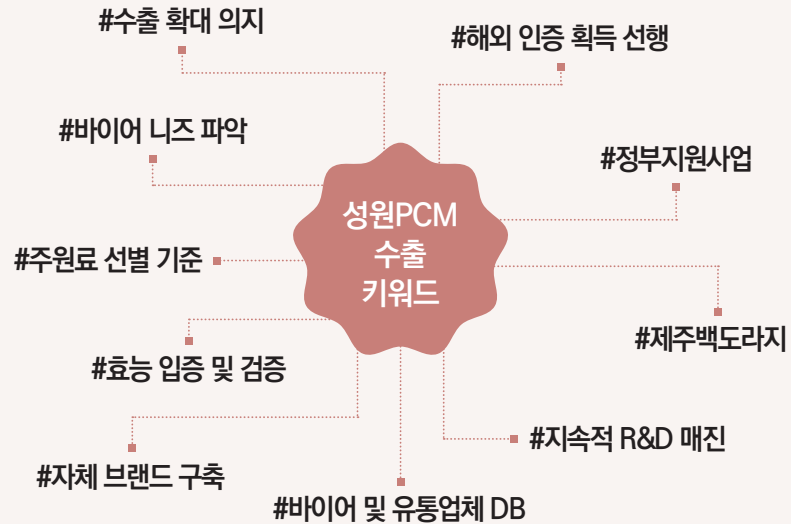 #수출 확대 의지
#해외 인증 획득 선행
#바이어 니즈 파악
#정부지원사업
성원PCM
수출
키워드
#주원료 선별 기준
#제주백도라지
#효능 입증 및 검증
#지속적 R&D 매진
#자체 브랜드 구축
#바이어 및 유통업체 DB